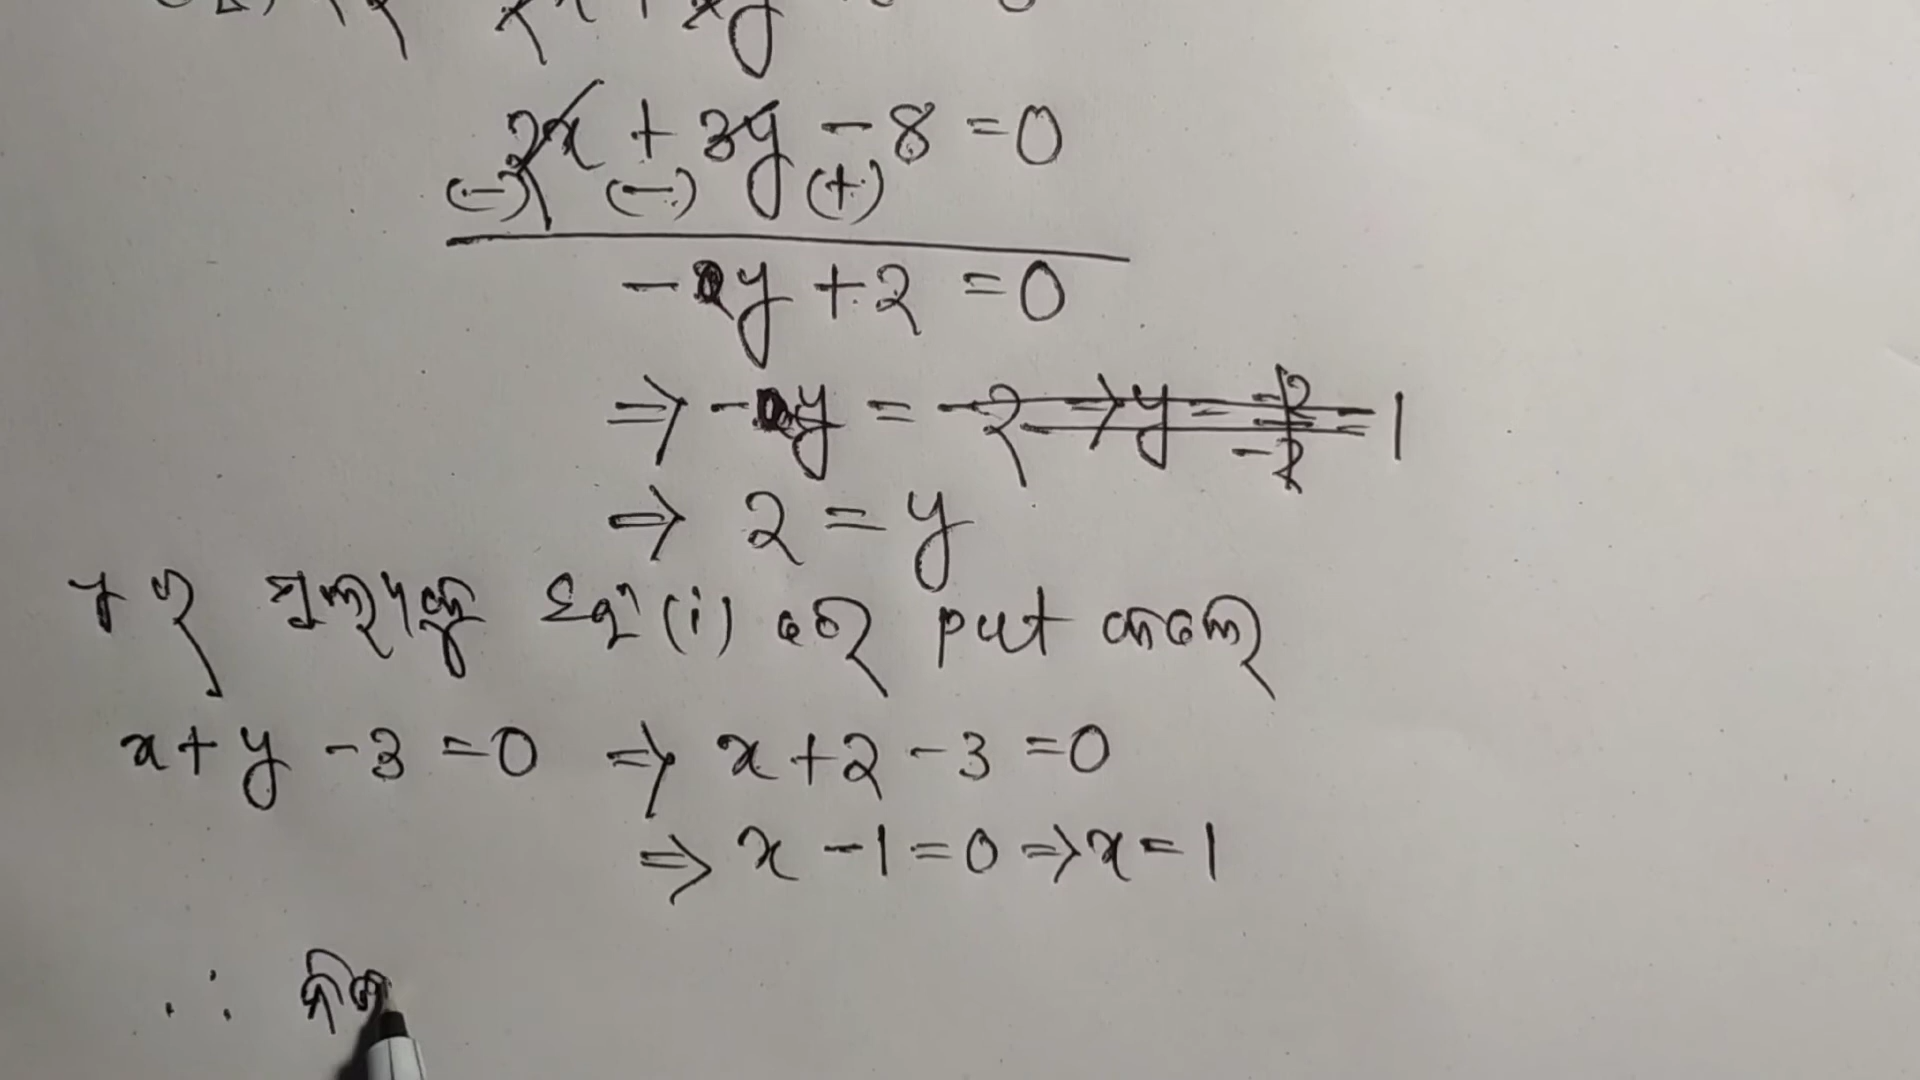 2x + 3y - 8 = 0
(-) (-) (+)
-y + 2 = 0
⇒ -y = -2 ⇒ y = -2/-2 = 1
⇒ 2 = y
y ର ମୂଲ୍ୟକୁ (i) ରେ put କଲେ
x + y - 3 = 0 ⇒ x + 2 - 3 = 0
⇒ x - 1 = 0 ⇒ x = 1
∴